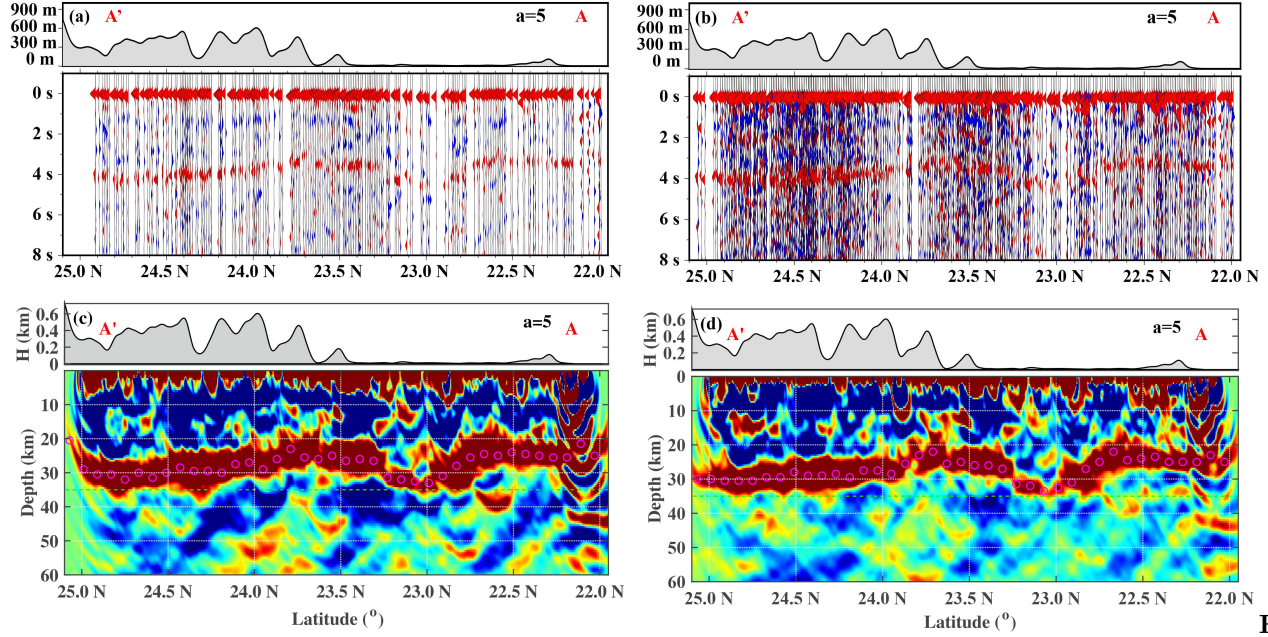 900 m
600 m
300 m
0 m
(a)
A'
a=5
A
0 s
2 s
4 s
6 s
8 s
25.0 N
24.5 N
24.0 N
23.5 N
23.0 N
22.5 N
22.0 N
900 m
600 m
300 m
0 m
(b)
A'
a=5
A
0 s
2 s
4 s
6 s
8 s
25.0 N
24.5 N
24.0 N
23.5 N
23.0 N
22.5 N
22.0 N
H (km)
0.6
0.4
0.2
0
(c)
A'
a=5
A
Depth (km)
10
20
30
40
50
60
25.0 N
24.5 N
24.0 N
23.5 N
23.0 N
22.5 N
22.0 N
Latitude (o)
H (km)
0.6
0.4
0.2
0
(d)
A'
a=5
A
Depth (km)
0
10
20
30
40
50
60
25.0 N
24.5 N
24.0 N
23.5 N
23.0 N
22.5 N
22.0 N
Latitude (o)